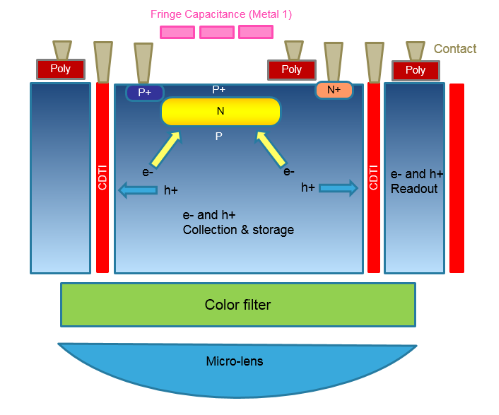 Fringe Capacitance (Metal 1)
Contact
Poly
Poly
Poly
P+
P+
N+
N
P
CDTI
CDTI
e-
e-
h+
h+
e- and h+
Readout
e- and h+
Collection & storage
Color filter
Micro-lens